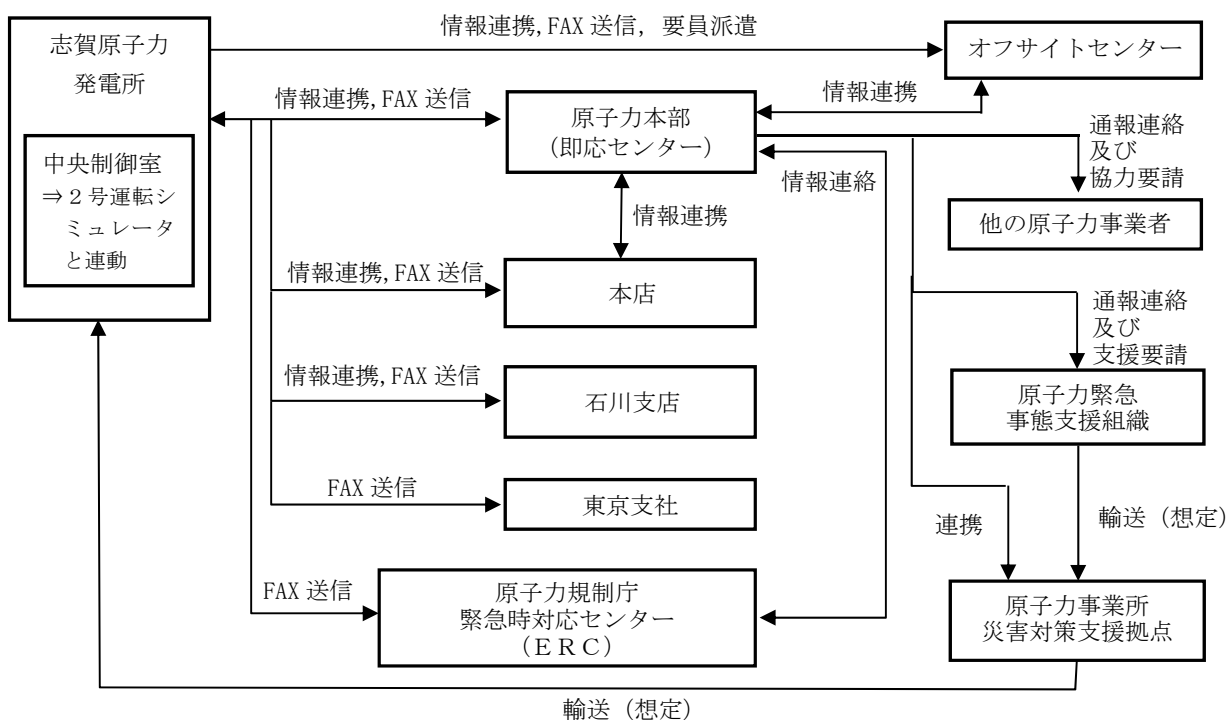 志賀原子力
発電所
中央制御室
⇒２号運転シ
ミュレータ
と連動
情報連携,FAX 送信，要員派遣
オフサイトセンター
情報連携,FAX 送信
原子力本部
(即応センター)
情報連携
通報連絡
及び
協力要請
情報連絡
他の原子力事業者
情報連携
情報連携,FAX 送信
本店
通報連絡
及び
支援要請
情報連携,FAX 送信
石川支店
原子力緊急
事態支援組織
FAX 送信
東京支社
連携
輸送（想定）
FAX 送信
原子力規制庁
緊急時対応センター
（ＥＲＣ）
原子力事業所
災害対策支援拠点
輸送（想定）